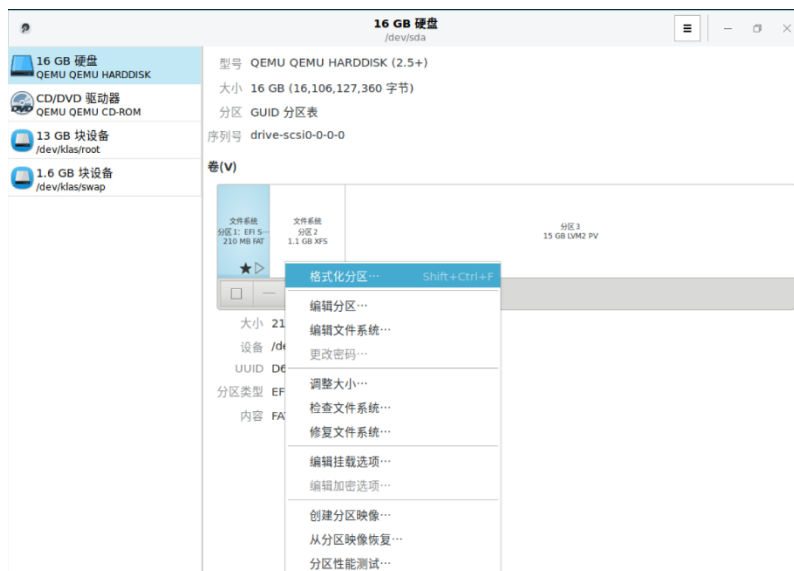 16 GB 硬盘
/dev/sda
16 GB 硬盘
QEMU QEMU HARDDISK
CD/DVD 驱动器
QEMU QEMU CD-ROM
13 GB 块设备
/dev/klas/root
1.6 GB 块设备
/dev/klas/swap
型号 QEMU QEMU HARDDISK (2.5+)
大小 16 GB (16,106,127,360 字节)
分区 GUID 分区表
序列号 drive-scsi0-0-0-0
卷(V)
文件系统
分区 1: EFI S…
210 MB FAT
文件系统
分区 2
1.1 GB XFS
分区 3
15 GB LVM2 PV
大小 21
设备 /de
UUID D6
分区类型 EF
内容 FA
格式化分区… Shift+Ctrl+F
编辑分区…
编辑文件系统…
更改密码…
调整大小…
检查文件系统…
修复文件系统…
编辑挂载选项…
编辑加密选项…
创建分区映像…
从分区映像恢复…
分区性能测试…